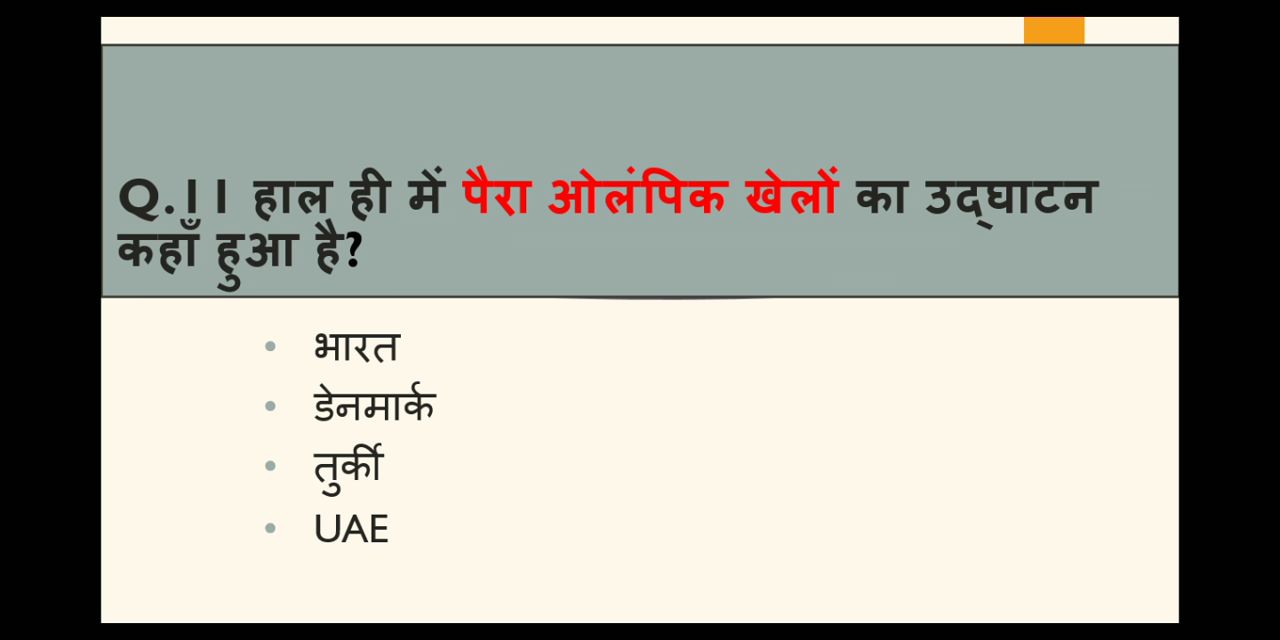 Q.11 हाल ही में पैरा ओलंपिक खेलों का उद्घाटन
कहाँ हुआ है?
• भारत
• डेनमार्क
• तुर्की
• UAE